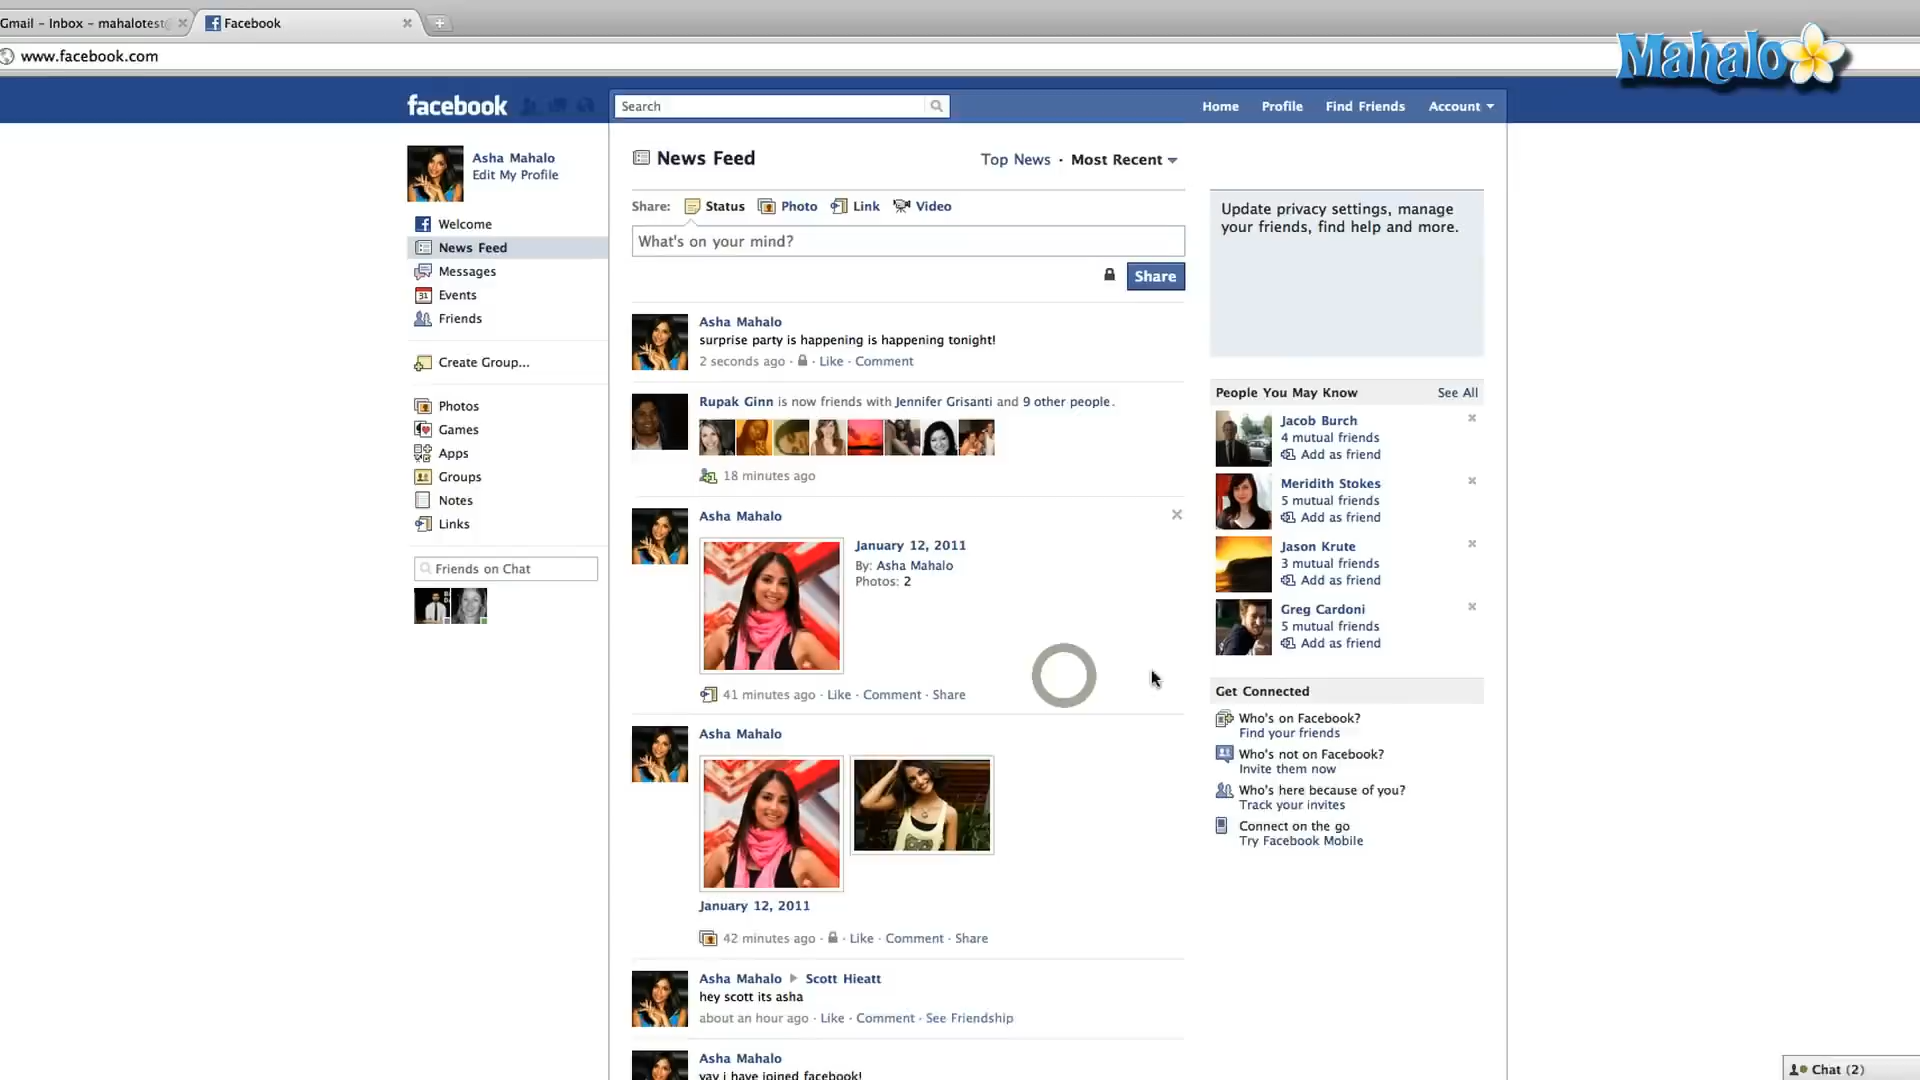 Gmail - Inbox - mahalotest
Facebook
www.facebook.com
Mahalo
facebook
Search
Home
Profile
Find Friends
Account
Asha Mahalo
Edit My Profile
Welcome
News Feed
Messages
Events
Friends
Create Group...
Photos
Games
Apps
Groups
Notes
Links
Friends on Chat
News Feed
Top News · Most Recent
Share: Status Photo Link Video
What's on your mind?
Share
Asha Mahalo
surprise party is happening is happening tonight!
2 seconds ago · Like · Comment
Rupak Ginn is now friends with Jennifer Grisanti and 9 other people.
18 minutes ago
Asha Mahalo
January 12, 2011
By: Asha Mahalo
Photos: 2
41 minutes ago · Like · Comment · Share
Asha Mahalo
January 12, 2011
42 minutes ago · Like · Comment · Share
Asha Mahalo Scott Hieatt
hey scott its asha
about an hour ago · Like · Comment · See Friendship
Asha Mahalo
yay i have joined facebook!
Update privacy settings, manage
your friends, find help and more.
People You May Know
See All
Jacob Burch
4 mutual friends
Add as friend
Meridith Stokes
5 mutual friends
Add as friend
Jason Krute
3 mutual friends
Add as friend
Greg Cardoni
5 mutual friends
Add as friend
Get Connected
Who's on Facebook?
Find your friends
Who's not on Facebook?
Invite them now
Who's here because of you?
Track your invites
Connect on the go
Try Facebook Mobile
Chat (2)